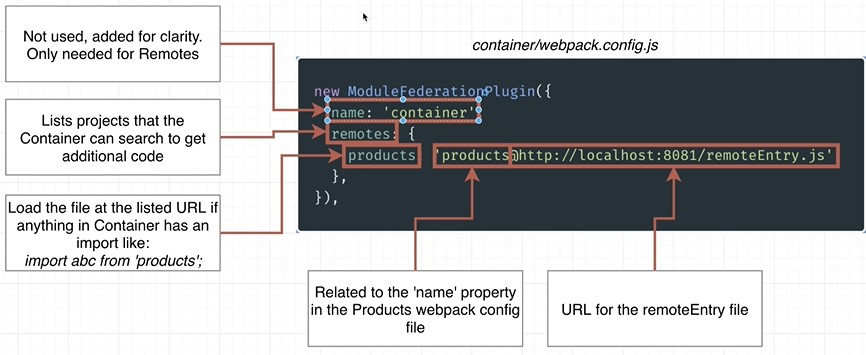 Not used, added for clarity.
Only needed for Remotes
container/webpack.config.js
new ModuleFederationPlugin({
name: 'container'
Lists projects that the
Container can search to get
additional code
remotes: {
products 'products@http://localhost:8081/remoteEntry.js'
},
}),
Load the file at the listed URL if
anything in Container has an
import like:
import abc from 'products';
Related to the 'name' property
in the Products webpack config
file
URL for the remoteEntry file